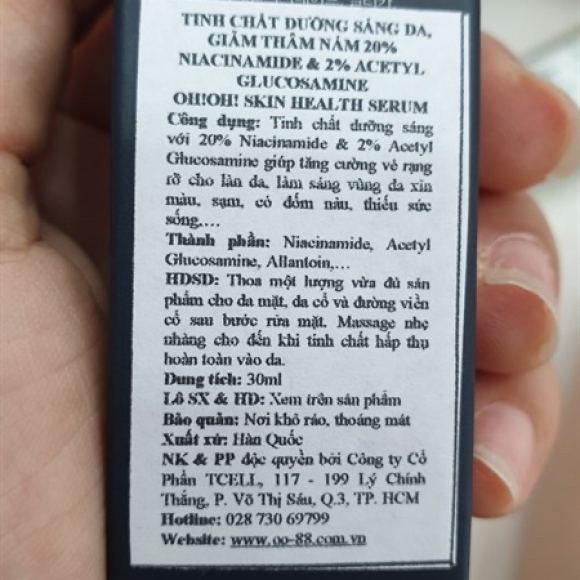 TINH CHẤT DƯỠNG SÁNG DA,
GIẢM THÂM NÁM 20%
NIACINAMIDE & 2% ACETYL
GLUCOSAMINE
OH!OH! SKIN HEALTH SERUM
Công dụng: Tinh chất dưỡng sáng
với 20% Niacinamide & 2% Acetyl
Glucosamine giúp tăng cường vẻ rạng
rỡ cho làn da, làm sáng vùng da xỉn
màu, sạm, có đốm nâu, thiếu sức
sống,...
Thành phần: Niacinamide, Acetyl
Glucosamine, Allantoin,...
HDSD: Thoa một lượng vừa đủ sản
phẩm cho da mặt, da cổ và đường viền
cổ sau bước rửa mặt. Massage nhẹ
nhàng cho đến khi tinh chất hấp thụ
hoàn toàn vào da.
Dung tích: 30ml
Lô SX & HD: Xem trên sản phẩm
Bảo quản: Nơi khô ráo, thoáng mát
Xuất xứ: Hàn Quốc
NK & PP độc quyền bởi Công ty Cổ
Phần TCELL, 117 - 199 Lý Chính
Thắng, P. Võ Thị Sáu, Q.3, TP. HCM
Hotline: 028 730 69799
Website: www.oo-88.com.vn